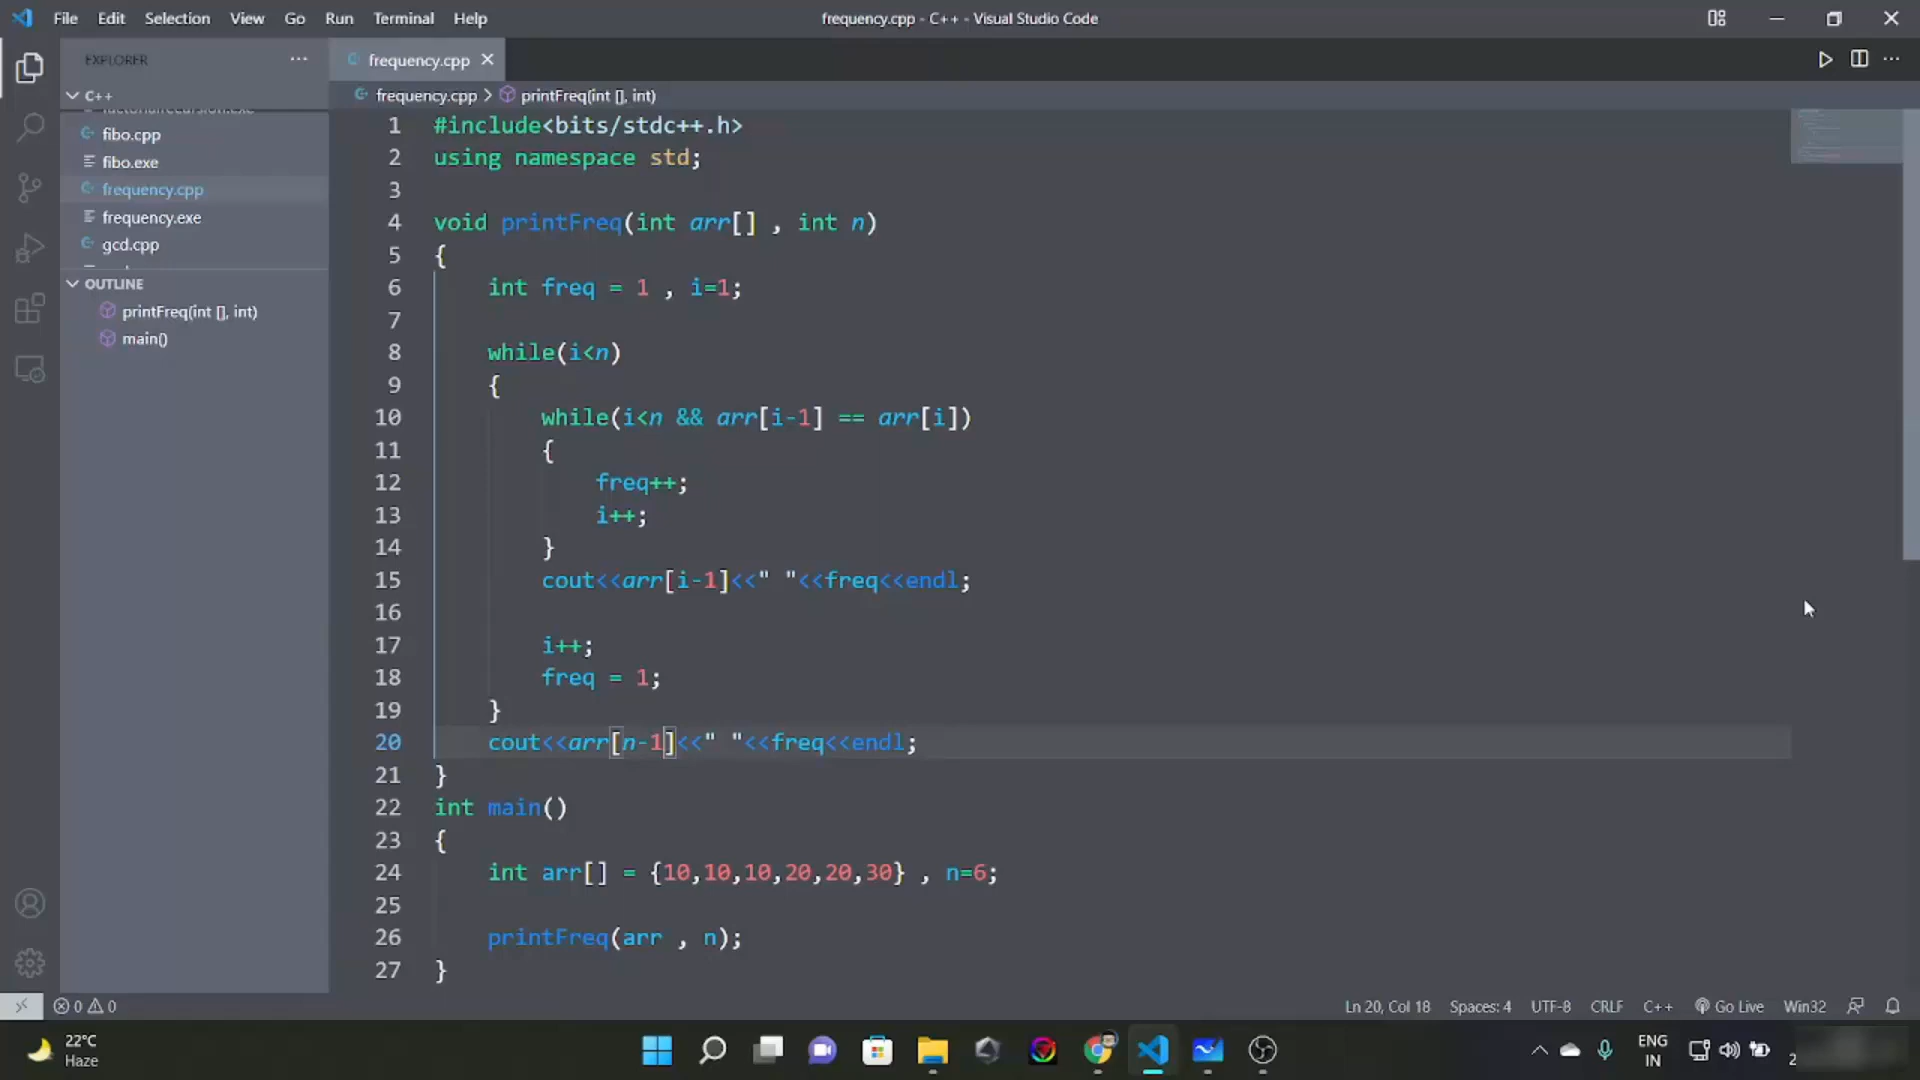 File Edit Selection View Go Run Terminal Help
frequency.cpp - C++ - Visual Studio Code
EXPLORER
frequency.cpp
C++
frequency.cpp > printFreq(int [], int)
factorialrecursion.exe
fibo.cpp
fibo.exe
frequency.cpp
frequency.exe
gcd.cpp
OUTLINE
printFreq(int [], int)
main()
1 #include<bits/stdc++.h>
2 using namespace std;
3
4 void printFreq(int arr[] , int n)
5 {
6 int freq = 1 , i=1;
7
8 while(i<n)
9 {
10 while(i<n && arr[i-1] == arr[i])
11 {
12 freq++;
13 i++;
14 }
15 cout<<arr[i-1]<<" "<<freq<<endl;
16
17 i++;
18 freq = 1;
19 }
20 cout<<arr[n-1]<<" "<<freq<<endl;
21 }
22 int main()
23 {
24 int arr[] = {10,10,10,20,20,30} , n=6;
25
26 printFreq(arr , n);
27 }
0 0
Ln 20, Col 18 Spaces: 4 UTF-8 CRLF C++ Go Live Win32
22°C
Haze
ENG
IN